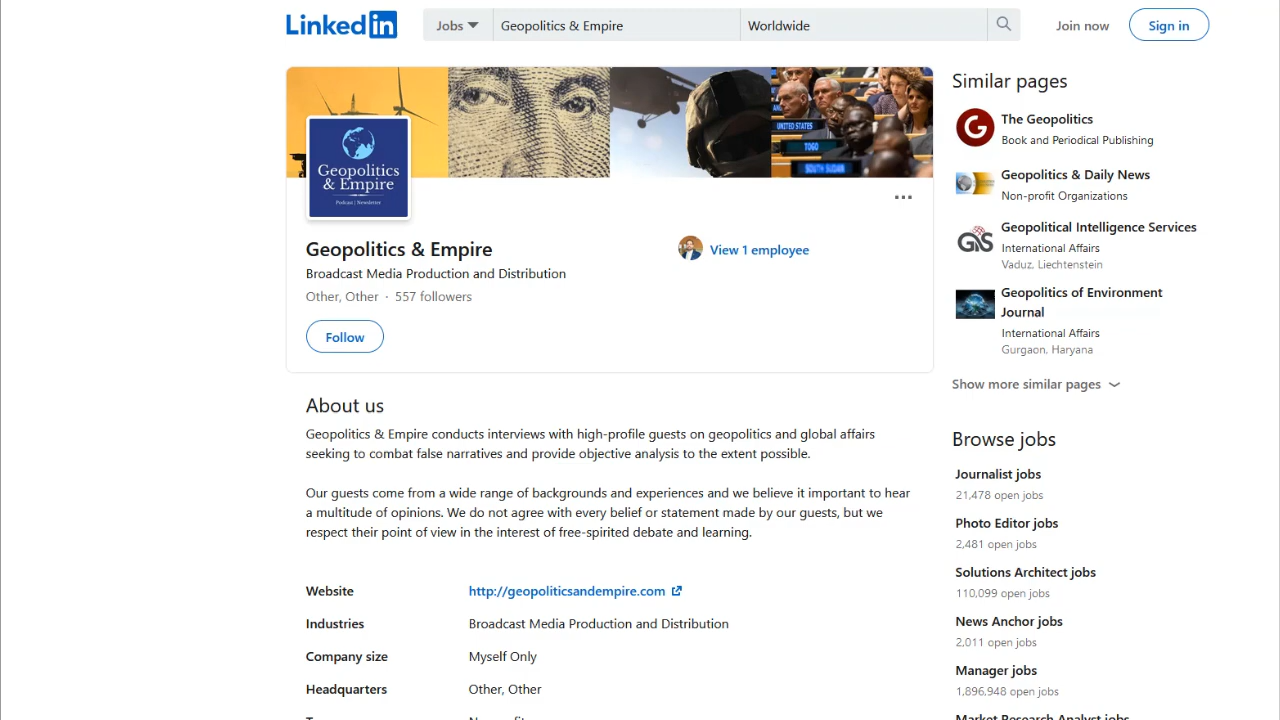 LinkedIn
Jobs
Geopolitics & Empire
Worldwide
Join now
Sign in
UNITED STATES
TOGO
SOUTH SUDAN
Geopolitics
& Empire
Podcast | Newsletter
Geopolitics & Empire
Broadcast Media Production and Distribution
Other, Other · 557 followers
View 1 employee
Follow
About us
Geopolitics & Empire conducts interviews with high-profile guests on geopolitics and global affairs
seeking to combat false narratives and provide objective analysis to the extent possible.
Our guests come from a wide range of backgrounds and experiences and we believe it important to hear
a multitude of opinions. We do not agree with every belief or statement made by our guests, but we
respect their point of view in the interest of free-spirited debate and learning.
Website http://geopoliticsandempire.com
Industries Broadcast Media Production and Distribution
Company size Myself Only
Headquarters Other, Other
Similar pages
G
The Geopolitics
Book and Periodical Publishing
Geopolitics & Daily News
Non-profit Organizations
GIS
Geopolitical Intelligence Services
International Affairs
Vaduz, Liechtenstein
Geopolitics of Environment
Journal
International Affairs
Gurgaon, Haryana
Show more similar pages
Browse jobs
Journalist jobs
21,478 open jobs
Photo Editor jobs
2,481 open jobs
Solutions Architect jobs
110,099 open jobs
News Anchor jobs
2,011 open jobs
Manager jobs
1,896,948 open jobs
Market Research Analyst jobs